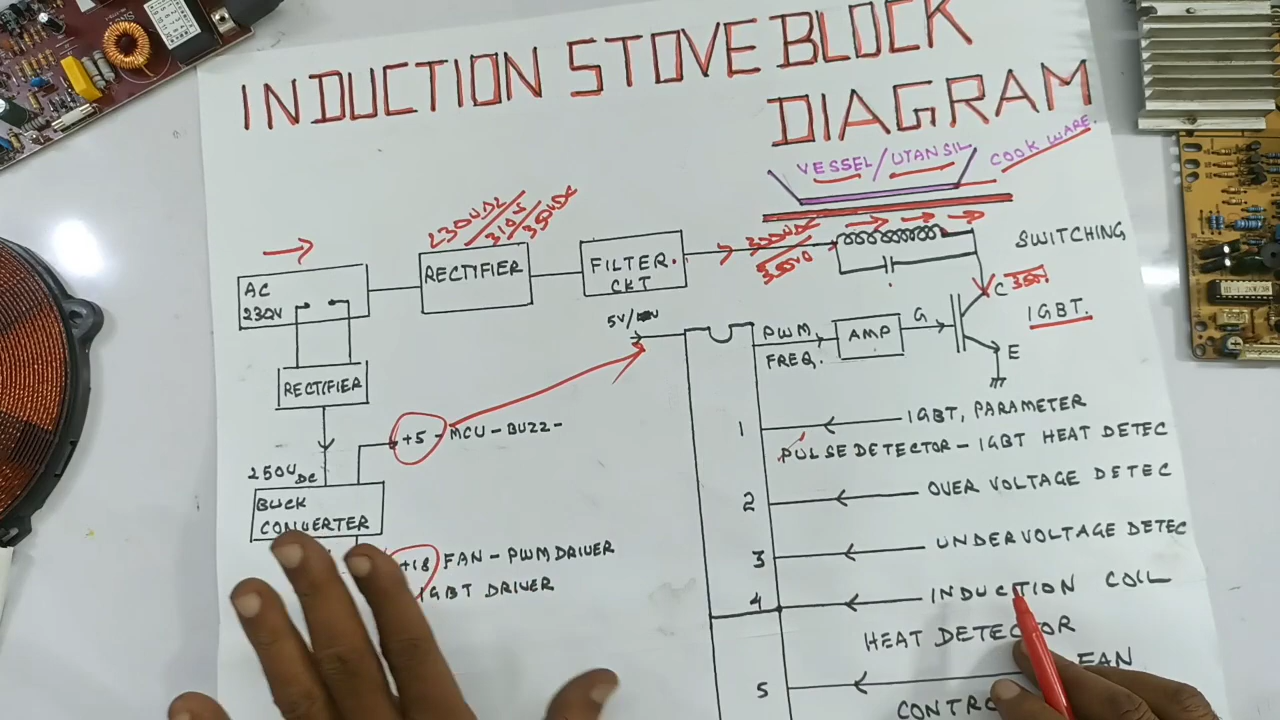 INDUCTION STOVE BLOCK
DIAGRAM
VESSEL/UTANSIL COOK WARE.
230V
RECTIFIER
FILTER.
CKT
SWITCHING
AC
230V
5V/
PWM
FREQ.
AMP
G
C
E
IGBT.
RECTIFIER
+5 - MCU-BUZZ-
250V DC
BUCK
CONVERTER
+18 FAN-PWM DRIVER
IGBT DRIVER
1 IGBT, PARAMETER
PULSE DETECTOR - IGBT HEAT DETEC
2 OVER VOLTAGE DETEC
3 UNDERVOLTAGE DETEC
4 INDUCTION COIL
HEAT DETECTOR
5 FAN